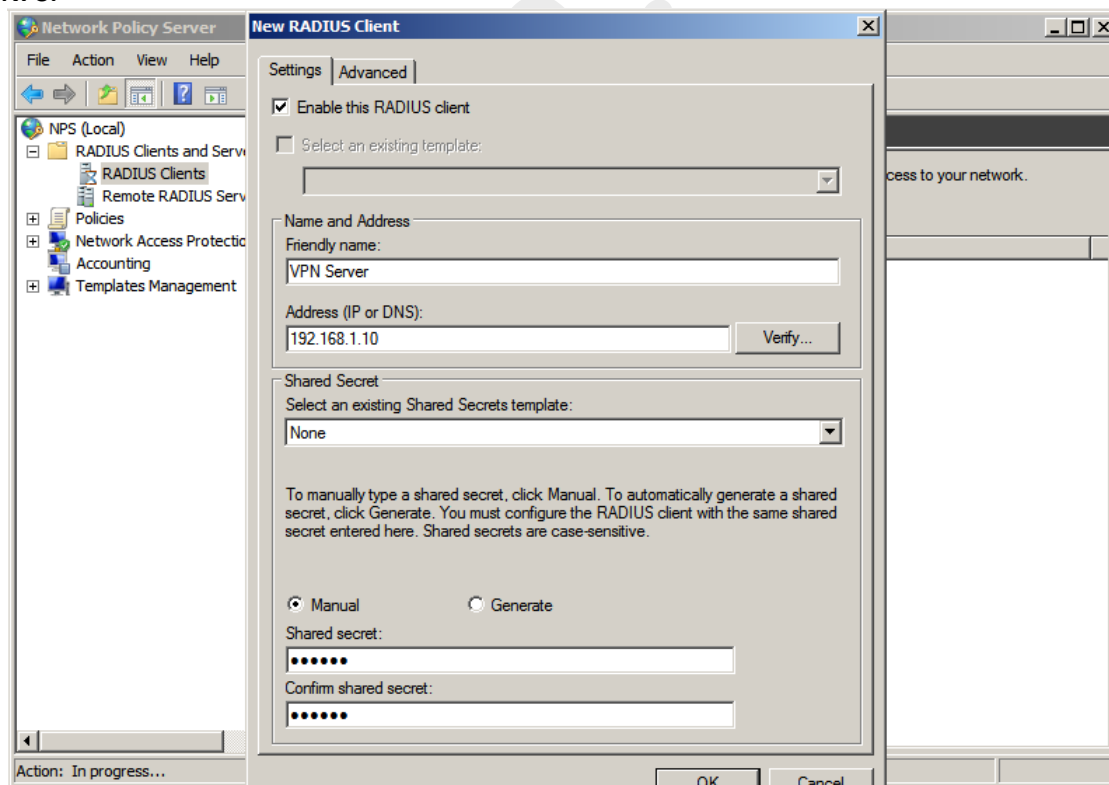 Network Policy Server
File Action View Help
NPS (Local)
RADIUS Clients and Serv
RADIUS Clients
Remote RADIUS Serv
Policies
Network Access Protectio
Accounting
Templates Management
Action: In progress...
New RADIUS Client
Settings Advanced
Enable this RADIUS client
Select an existing template:
Name and Address
Friendly name:
VPN Server
Address (IP or DNS):
192.168.1.10 Verify...
Shared Secret
Select an existing Shared Secrets template:
None
To manually type a shared secret, click Manual. To automatically generate a shared
secret, click Generate. You must configure the RADIUS client with the same shared
secret entered here. Shared secrets are case-sensitive.
Manual Generate
Shared secret:
••••••
Confirm shared secret:
••••••
OK Cancel
cess to your network.